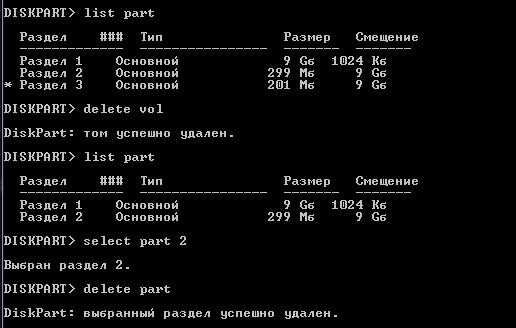 DISKPART> list part
Раздел    ###  Тип               Размер   Смещение
-------------  ----------------  -------  -------
Раздел 1    Основной             9 Gб  1024 Kб
Раздел 2    Основной           299 Mб     9 Gб
* Раздел 3    Основной           201 Mб     9 Gб
DISKPART> delete vol
DiskPart: том успешно удален.
DISKPART> list part
Раздел    ###  Тип               Размер   Смещение
-------------  ----------------  -------  -------
Раздел 1    Основной             9 Gб  1024 Kб
Раздел 2    Основной           299 Mб     9 Gб
DISKPART> select part 2
Выбран раздел 2.
DISKPART> delete part
DiskPart: выбранный раздел успешно удален.